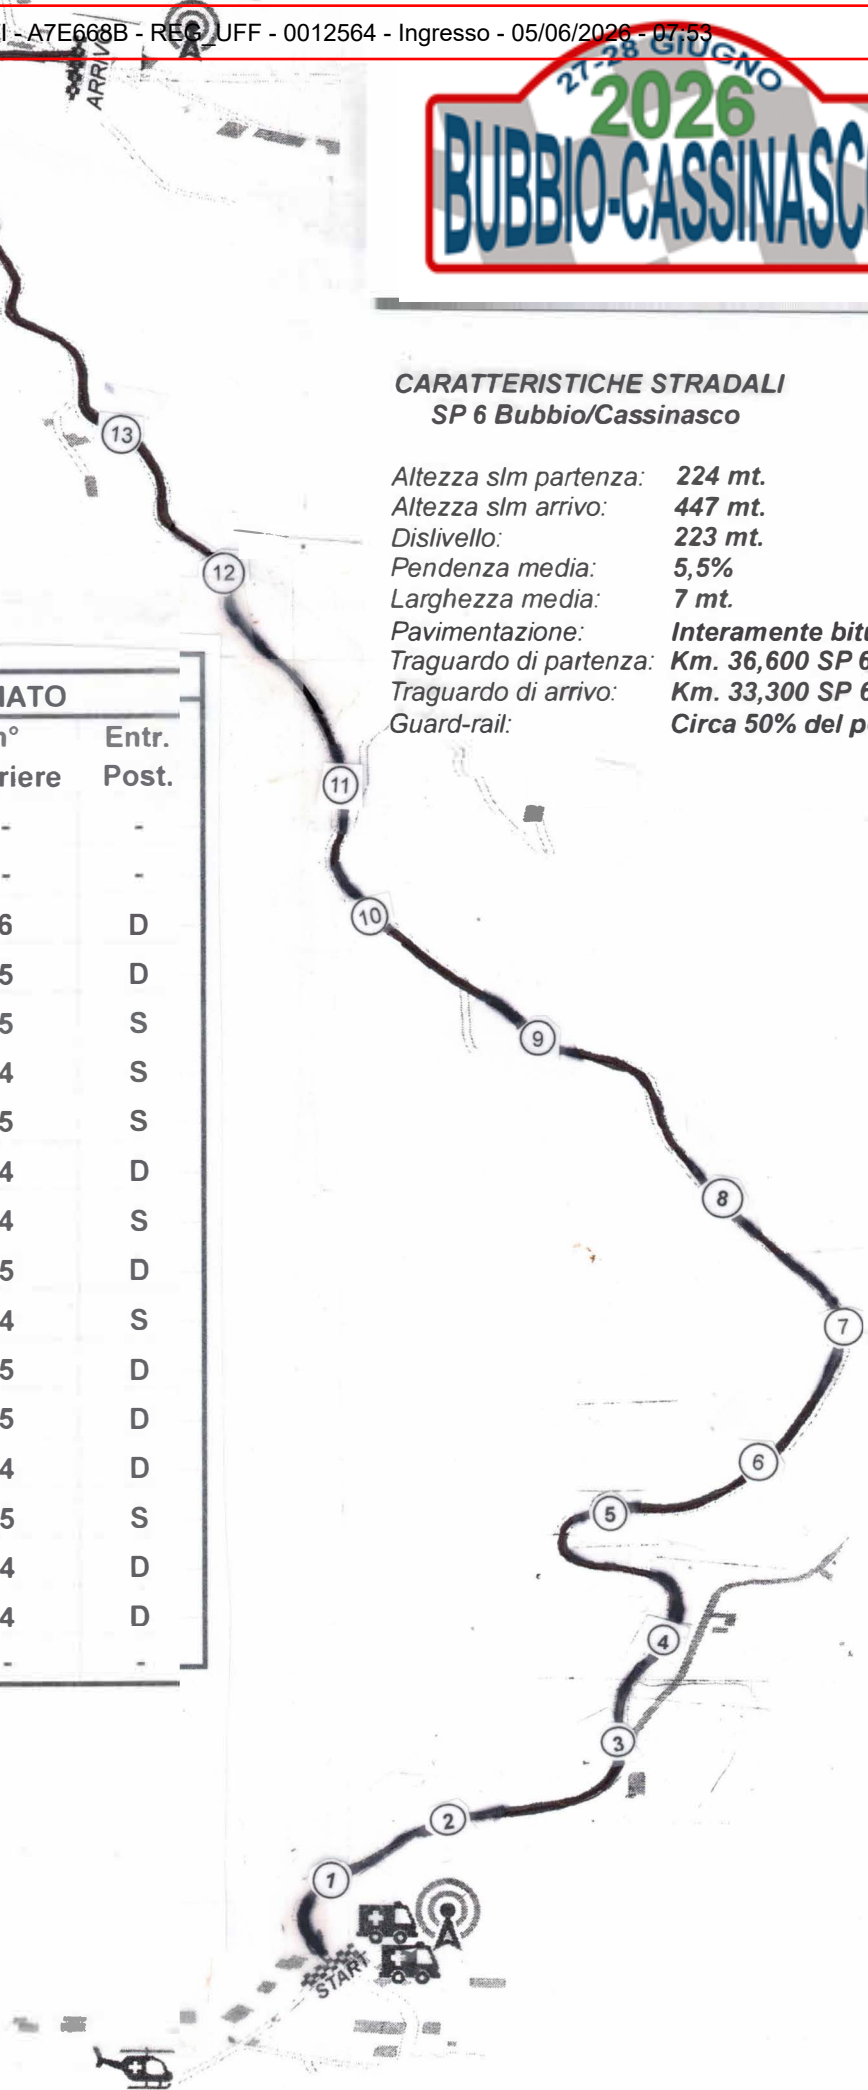 I - A7E668B - REG_UFF - 0012564 - Ingresso - 05/06/2026 - 07:53
27-28 GIUGNO
2026
BUBBIO-CASSINASC
CARATTERISTICHE STRADALI
SP 6 Bubbio/Cassinasco
Altezza slm partenza: 224 mt.
Altezza slm arrivo: 447 mt.
Dislivello: 223 mt.
Pendenza media: 5,5%
Larghezza media: 7 mt.
Pavimentazione: Interamente bitu
Traguardo di partenza: Km. 36,600 SP 6
Traguardo di arrivo: Km. 33,300 SP 6
Guard-rail: Circa 50% del p
13
12
11
10
9
8
7
6
5
4
3
2
1
START
Entr.
riere Post.
- -
- -
6 D
5 D
5 S
4 S
5 S
4 D
4 S
5 D
4 S
5 D
5 D
4 D
5 S
4 D
4 D
- -